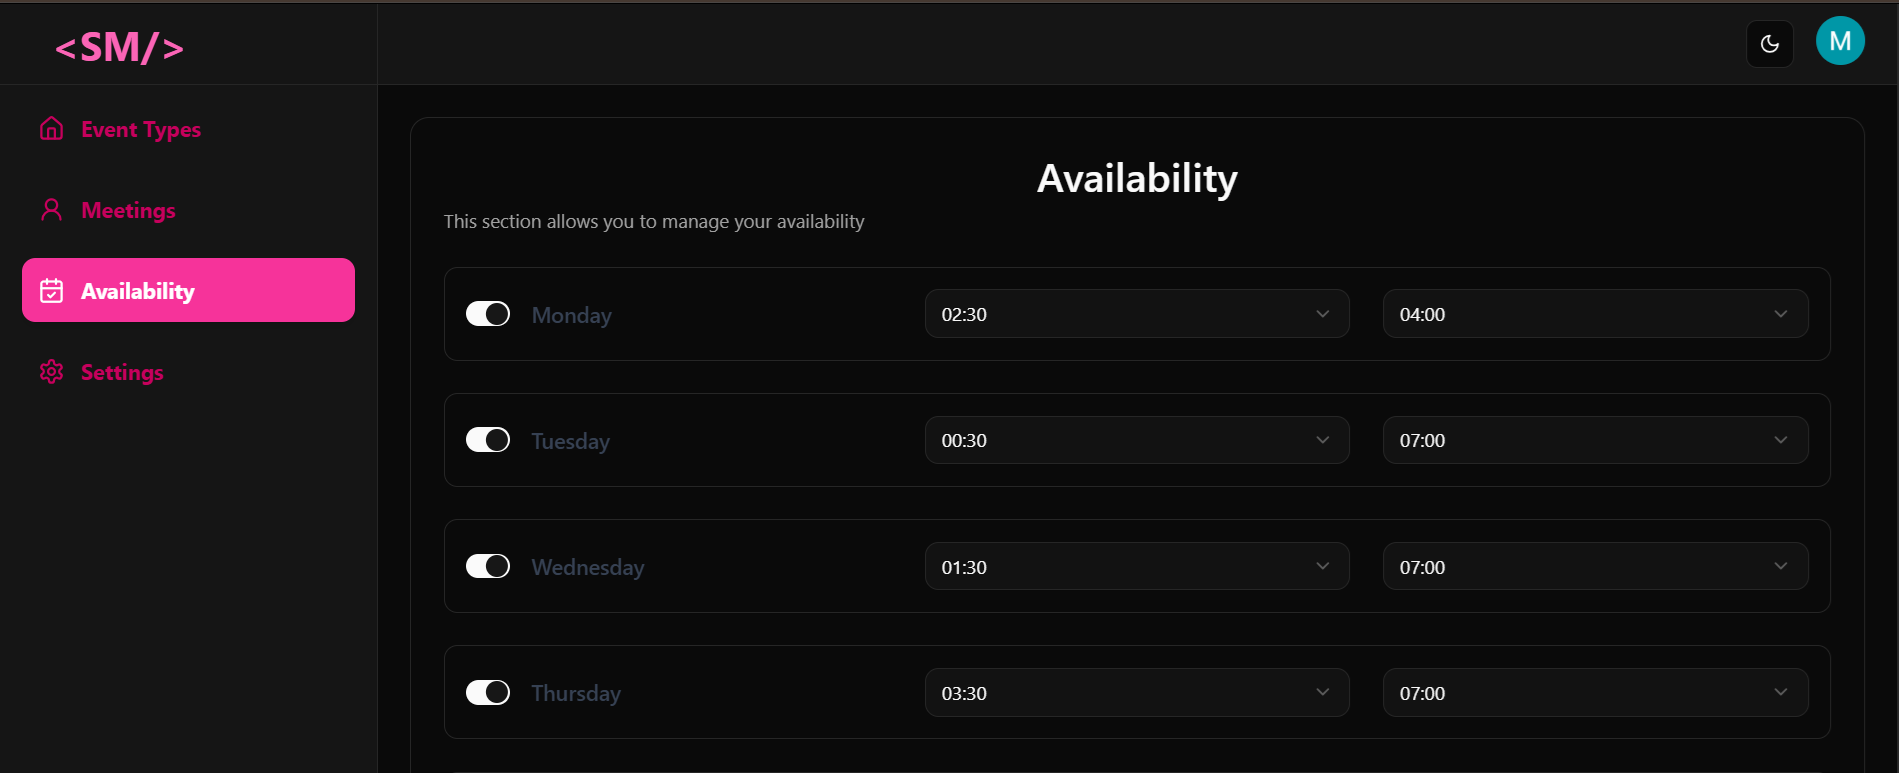 <SM/>
M
Event Types
Meetings
Availability
Settings
Availability
This section allows you to manage your availability
Monday 02:30 04:00
Tuesday 00:30 07:00
Wednesday 01:30 07:00
Thursday 03:30 07:00